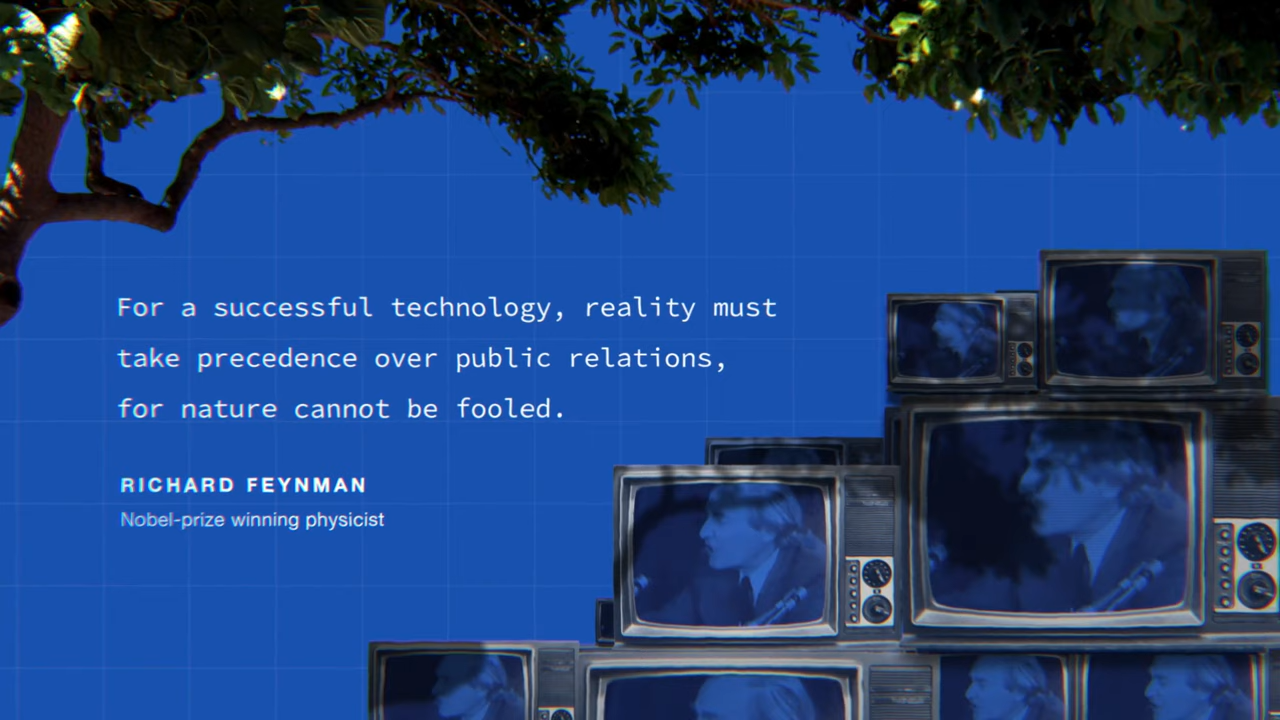 For a successful technology, reality must
take precedence over public relations,
for nature cannot be fooled.
RICHARD FEYNMAN
Nobel-prize winning physicist